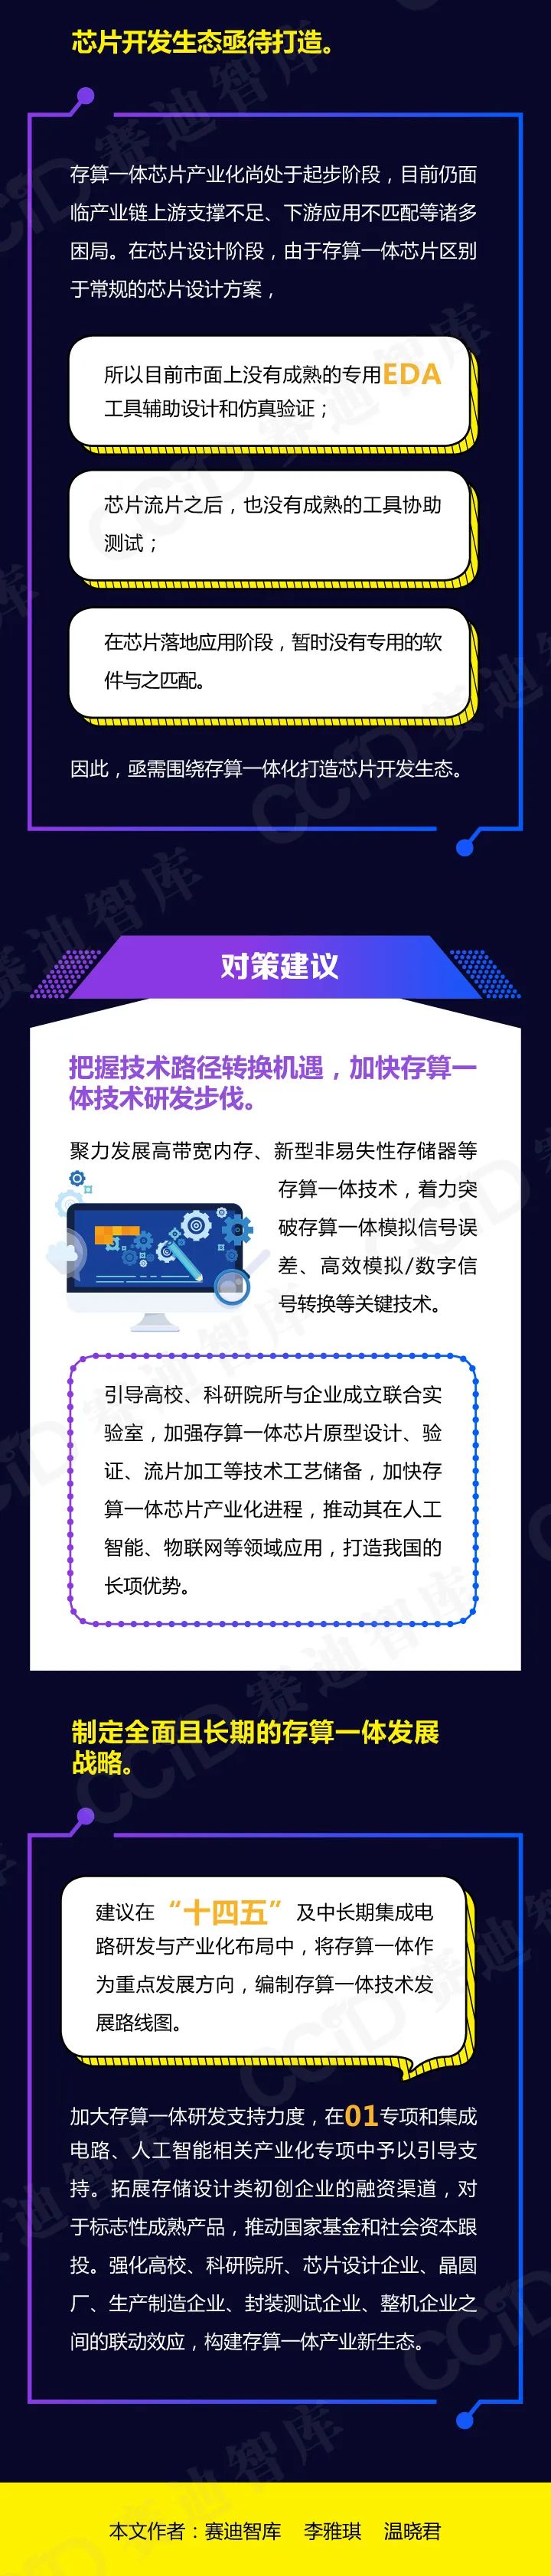 芯片开发生态亟待打造。
存算一体芯片产业化尚处于起步阶段，目前仍面
临产业链上游支撑不足、下游应用不匹配等诸多
困局。在芯片设计阶段，由于存算一体芯片区别
于常规的芯片设计方案，
所以目前市面上没有成熟的专用EDA
工具辅助设计和仿真验证；
芯片流片之后，也没有成熟的工具协助
测试；
在芯片落地应用阶段，暂时没有专用的软
件与之匹配。
因此，亟需围绕存算一体化打造芯片开发生态。
对策建议
把握技术路径转换机遇，加快存算一
体技术研发步伐。
聚力发展高带宽内存、新型非易失性存储器等
存算一体技术，着力突
破存算一体模拟信号误
差、高效模拟/数字信
号转换等关键技术。
引导高校、科研院所与企业成立联合实
验室，加强存算一体芯片原型设计、验
证、流片加工等技术工艺储备，加快存
算一体芯片产业化进程，推动其在人工
智能、物联网等领域应用，打造我国的
长项优势。
制定全面且长期的存算一体发展
战略。
建议在“十四五”及中长期集成电
路研发与产业化布局中，将存算一体作
为重点发展方向，编制存算一体技术发
展路线图。
加大存算一体研发支持力度，在01专项和集成
电路、人工智能相关产业化专项中予以引导支
持。拓展存储设计类初创企业的融资渠道，对
于标志性成熟产品，推动国家基金和社会资本跟
投。强化高校、科研院所、芯片设计企业、晶圆
厂、生产制造企业、封装测试企业、整机企业之
间的联动效应，构建存算一体产业新生态。
本文作者：赛迪智库 李雅琪 温晓君
CCID 赛迪智库